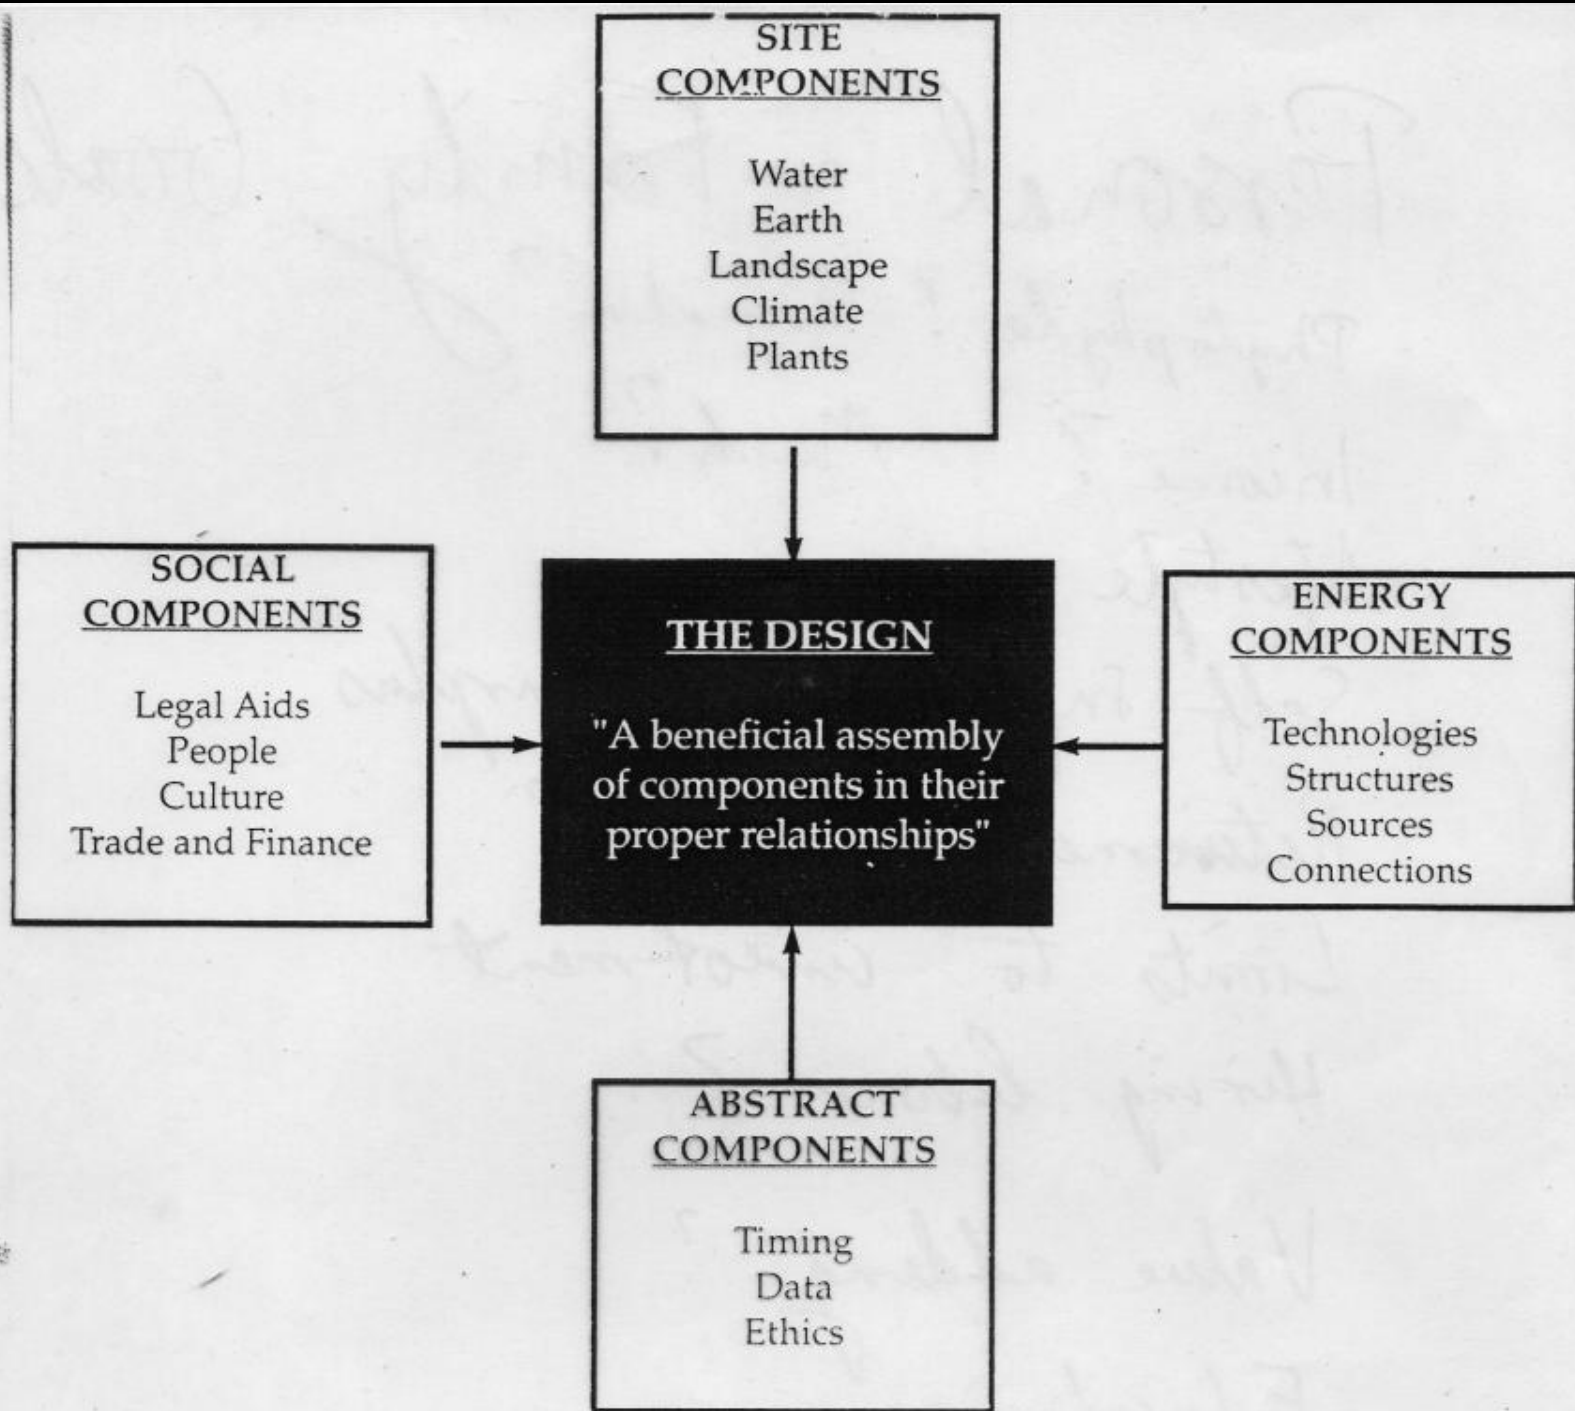 SITE
COMPONENTS
Water
Earth
Landscape
Climate
Plants
SOCIAL
COMPONENTS
Legal Aids
People
Culture
Trade and Finance
THE DESIGN
"A beneficial assembly
of components in their
proper relationships"
ENERGY
COMPONENTS
Technologies
Structures
Sources
Connections
ABSTRACT
COMPONENTS
Timing
Data
Ethics